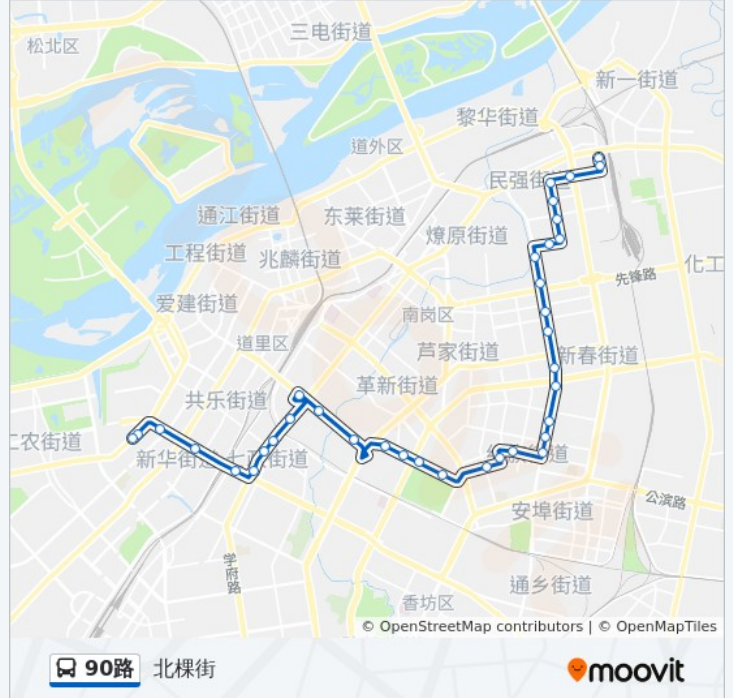 三电街道
松北区
新一街道
黎华街道
道外区
民强街
通江街道
东莱街道
燎原街道
工程街道
兆麟街道
化工
先锋路
爱建街道
南岗区
道里区
芦家街道
新春街道
革新街道
共乐街道
工农街道
新华街道
七政街道
街道
公滨路
安埠街道
学府路
通乡街道
香坊区
© OpenStreetMap contributors | © OpenMapTiles
90路 北棵街
moovit